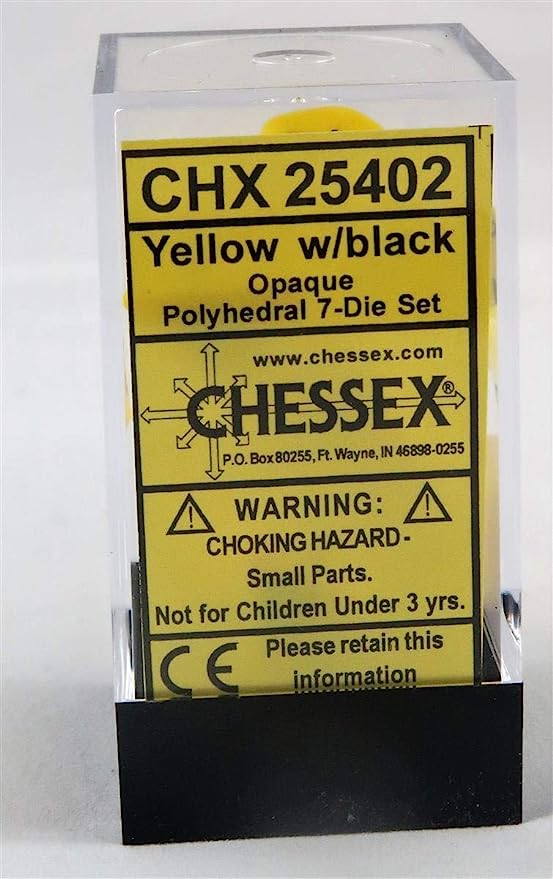 CHX 25402
Yellow w/black
Opaque
Polyhedral 7-Die Set
www.chessex.com
CHESSEX®
P.O. Box 80255, Ft. Wayne, IN 46898-0255
WARNING:
CHOKING HAZARD-
Small Parts.
Not for Children Under 3 yrs.
CE
Please retain this
information